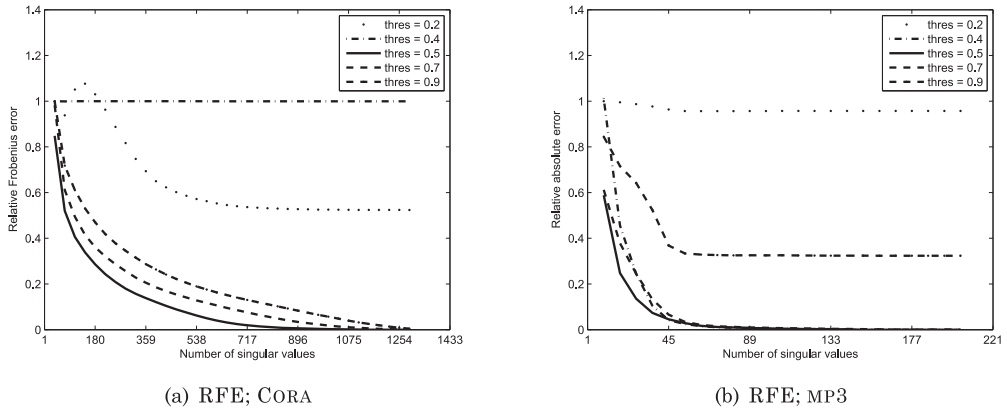 1.4
1.2
1
0.8
0.6
0.4
0.2
0
Relative Frobenius error
thres = 0.2
thres = 0.4
thres = 0.5
thres = 0.7
thres = 0.9
1 180 359 538 717 896 1075 1254 1433
Number of singular values
(a) RFE; CORA
1.4
1.2
1
0.8
0.6
0.4
0.2
0
Relative absolute error
thres = 0.2
thres = 0.4
thres = 0.5
thres = 0.7
thres = 0.9
1 45 89 133 177 221
Number of singular values
(b) RFE; MP3